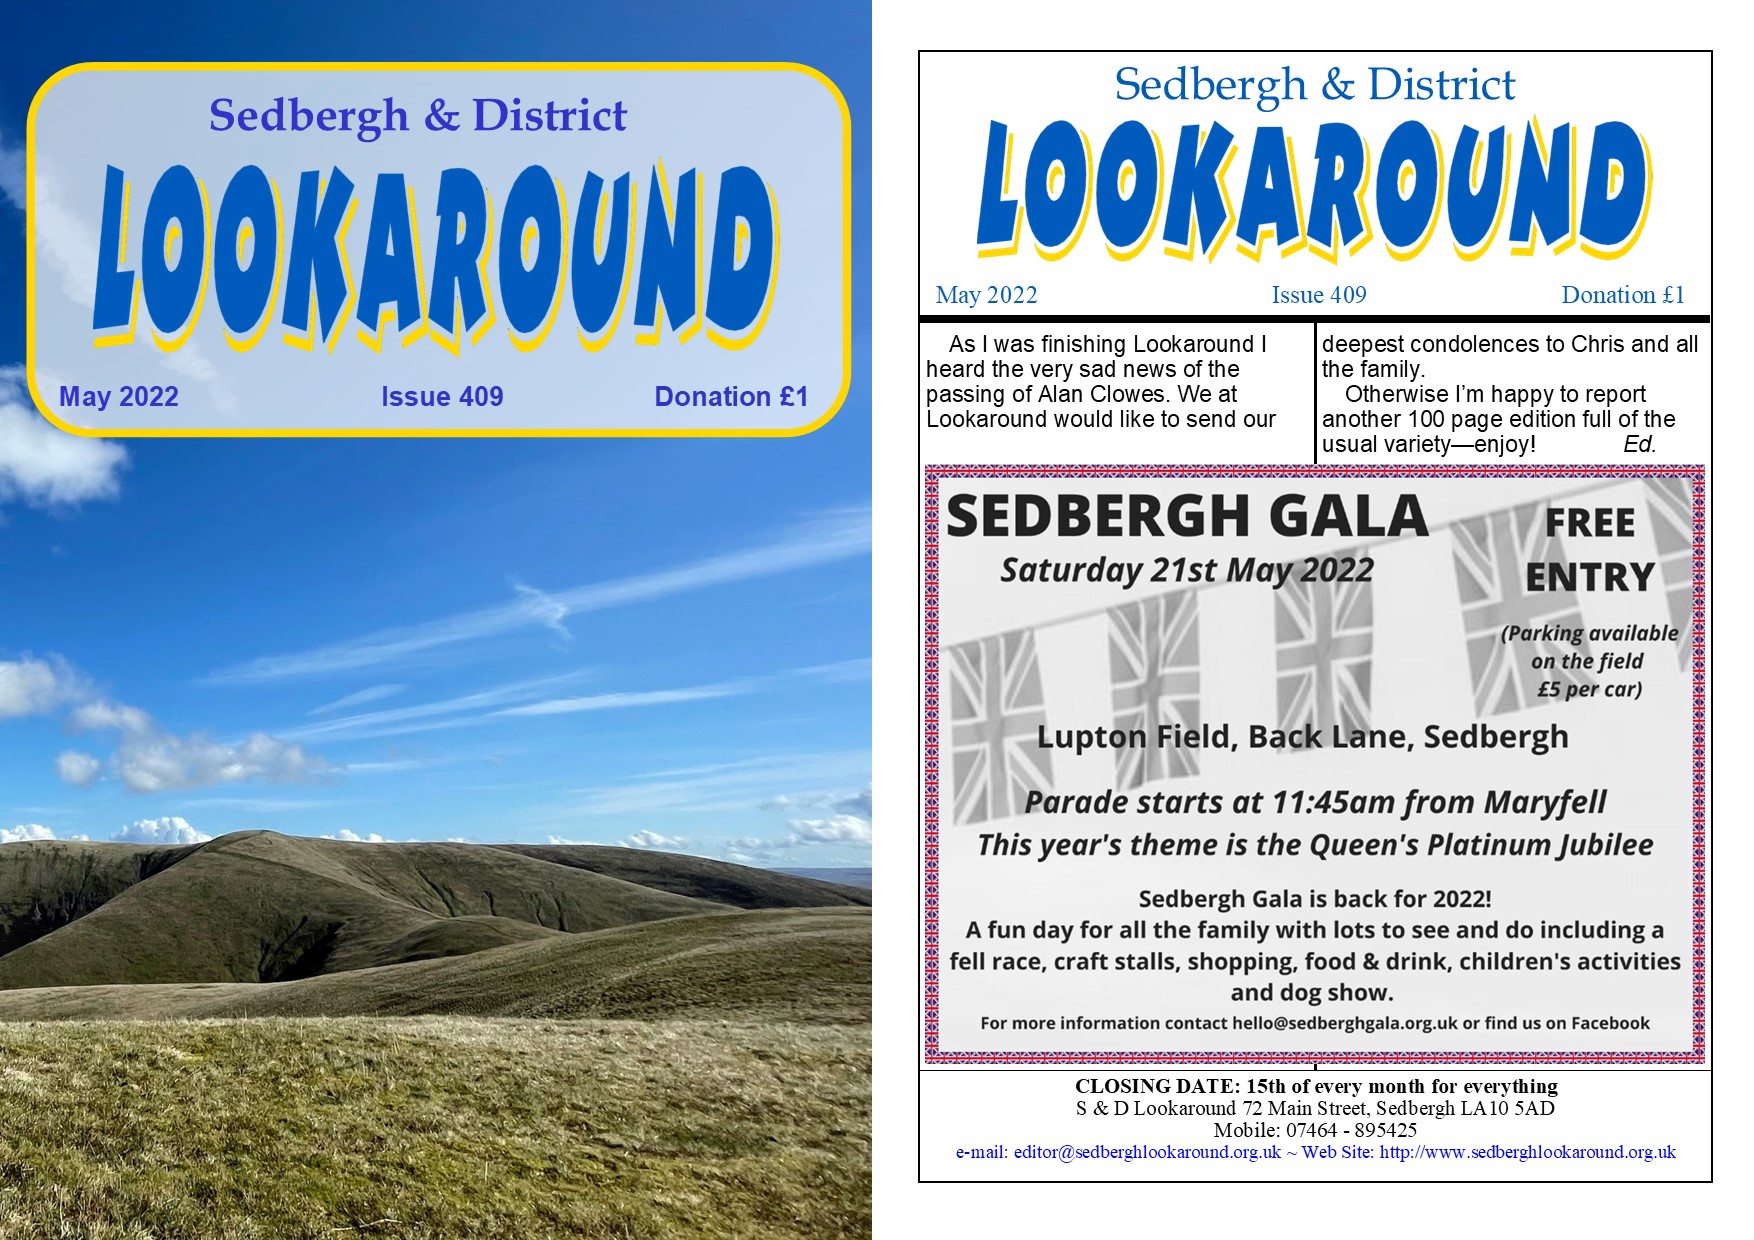 Sedbergh & District
LOOKAROUND
May 2022 Issue 409 Donation £1
Sedbergh & District
LOOKAROUND
May 2022 Issue 409 Donation £1
As I was finishing Lookaround I
heard the very sad news of the
passing of Alan Clowes. We at
Lookaround would like to send our
deepest condolences to Chris and all
the family.
Otherwise I’m happy to report
another 100 page edition full of the
usual variety—enjoy! Ed.
SEDBERGH GALA
Saturday 21st May 2022
FREE
ENTRY
(Parking available
on the field
£5 per car)
Lupton Field, Back Lane, Sedbergh
Parade starts at 11:45am from Maryfell
This year's theme is the Queen's Platinum Jubilee
Sedbergh Gala is back for 2022!
A fun day for all the family with lots to see and do including a
fell race, craft stalls, shopping, food & drink, children's activities
and dog show.
For more information contact hello@sedberghgala.org.uk or find us on Facebook
CLOSING DATE: 15th of every month for everything
S & D Lookaround 72 Main Street, Sedbergh LA10 5AD
Mobile: 07464 - 895425
e-mail: editor@sedberghlookaround.org.uk ~ Web Site: http://www.sedberghlookaround.org.uk